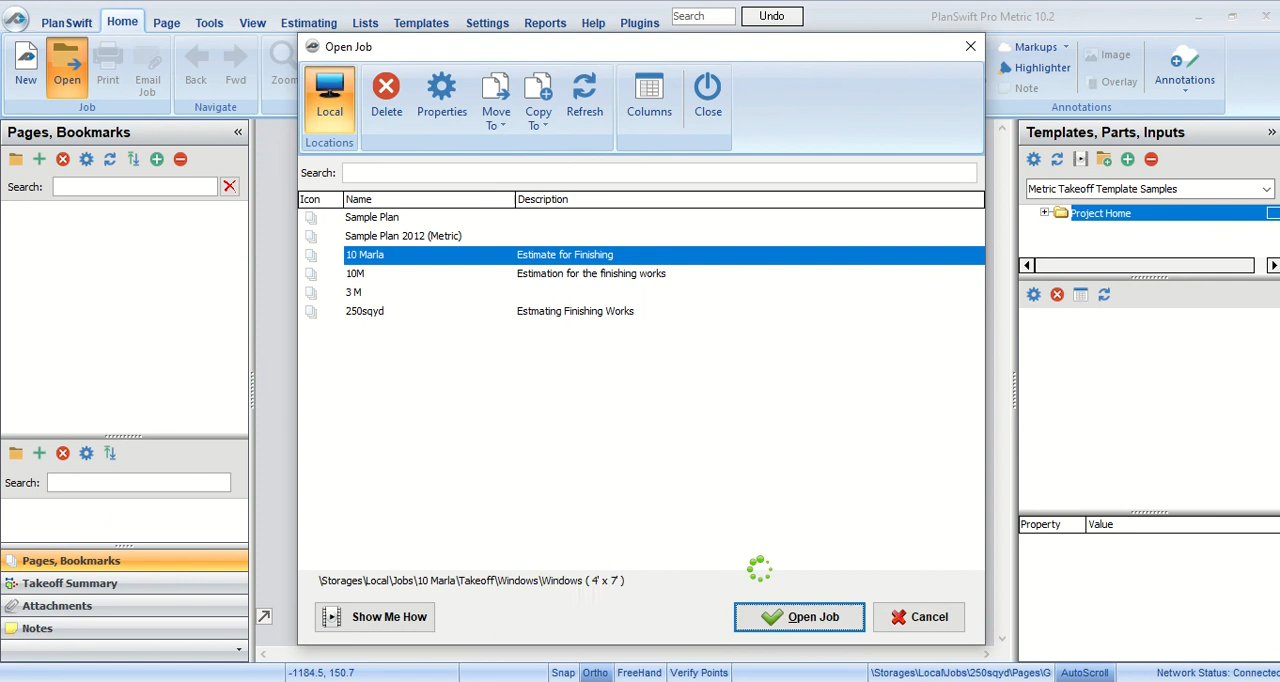 PlanSwift Home Page Tools View Estimating Lists Templates Settings Reports Help Plugins Search Undo PlanSwift Pro Metric 10.2
New Open Print Email Job Back Fwd Zoom
Job Navigate
Markups Highlighter Note Image Overlay Annotations
Annotations
Open Job
Local Delete Properties Move To Copy To Refresh Columns Close
Locations
Search:
Icon Name Description
Sample Plan
Sample Plan 2012 (Metric)
10 Marla Estimate for Finishing
10M Estimation for the finishing works
3 M
250sqyd Estmating Finishing Works
\Storages\Local\Jobs\10 Marla\Takeoff\Windows\Windows ( 4' x 7' )
Show Me How Open Job Cancel
Pages, Bookmarks
Search:
Search:
Pages, Bookmarks
Takeoff Summary
Attachments
Notes
Templates, Parts, Inputs
Metric Takeoff Template Samples
Project Home
Property Value
-1184.5, 150.7 Snap Ortho FreeHand Verify Points \Storages\Local\Jobs\250sqyd\Pages\G AutoScroll Network Status: Connected